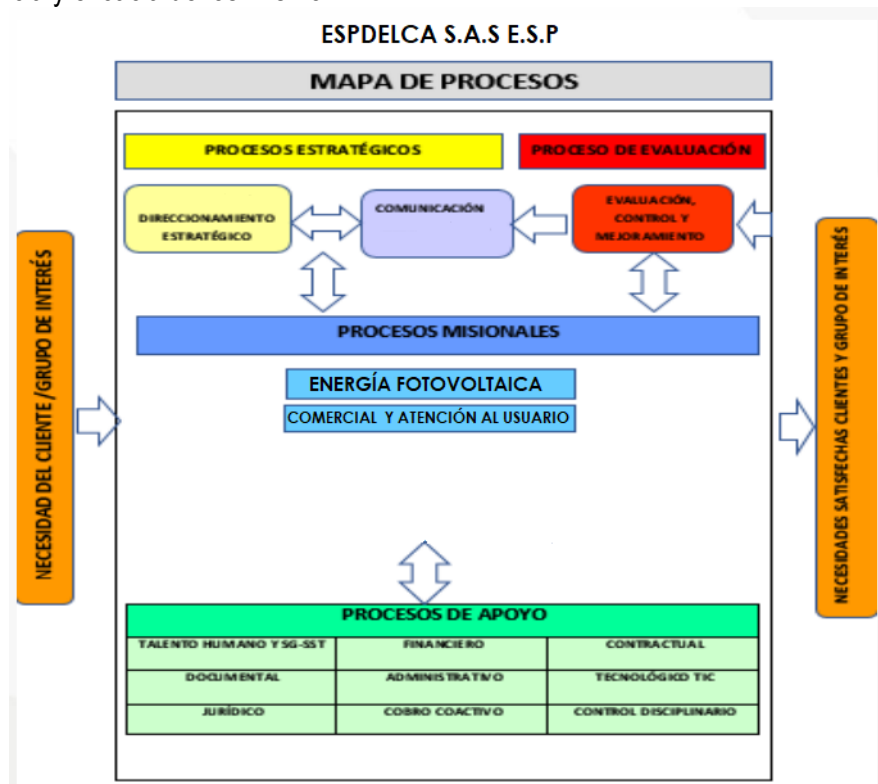 ESPDELCA S.A.S E.S.P
MAPA DE PROCESOS
PROCESOS ESTRATÉGICOS
PROCESO DE EVALUACIÓN
DIRECCIONAMIENTO
ESTRATÉGICO
COMUNICACIÓN
EVALUACIÓN,
CONTROL Y
MEJORAMIENTO
NECESIDAD DEL CLIENTE /GRUPO DE INTERÉS
PROCESOS MISIONALES
ENERGÍA FOTOVOLTAICA
COMERCIAL Y ATENCIÓN AL USUARIO
NECESIDADES SATISFECHAS CLIENTES Y GRUPO DE INTERÉS
PROCESOS DE APOYO
TALENTO HUMANO Y SG-SST
FINANCIERO
CONTRACTUAL
DOCUMENTAL
ADMINISTRATIVO
TECNOLÓGICO TIC
JURÍDICO
COBRO COACTIVO
CONTROL DISCIPLINARIO